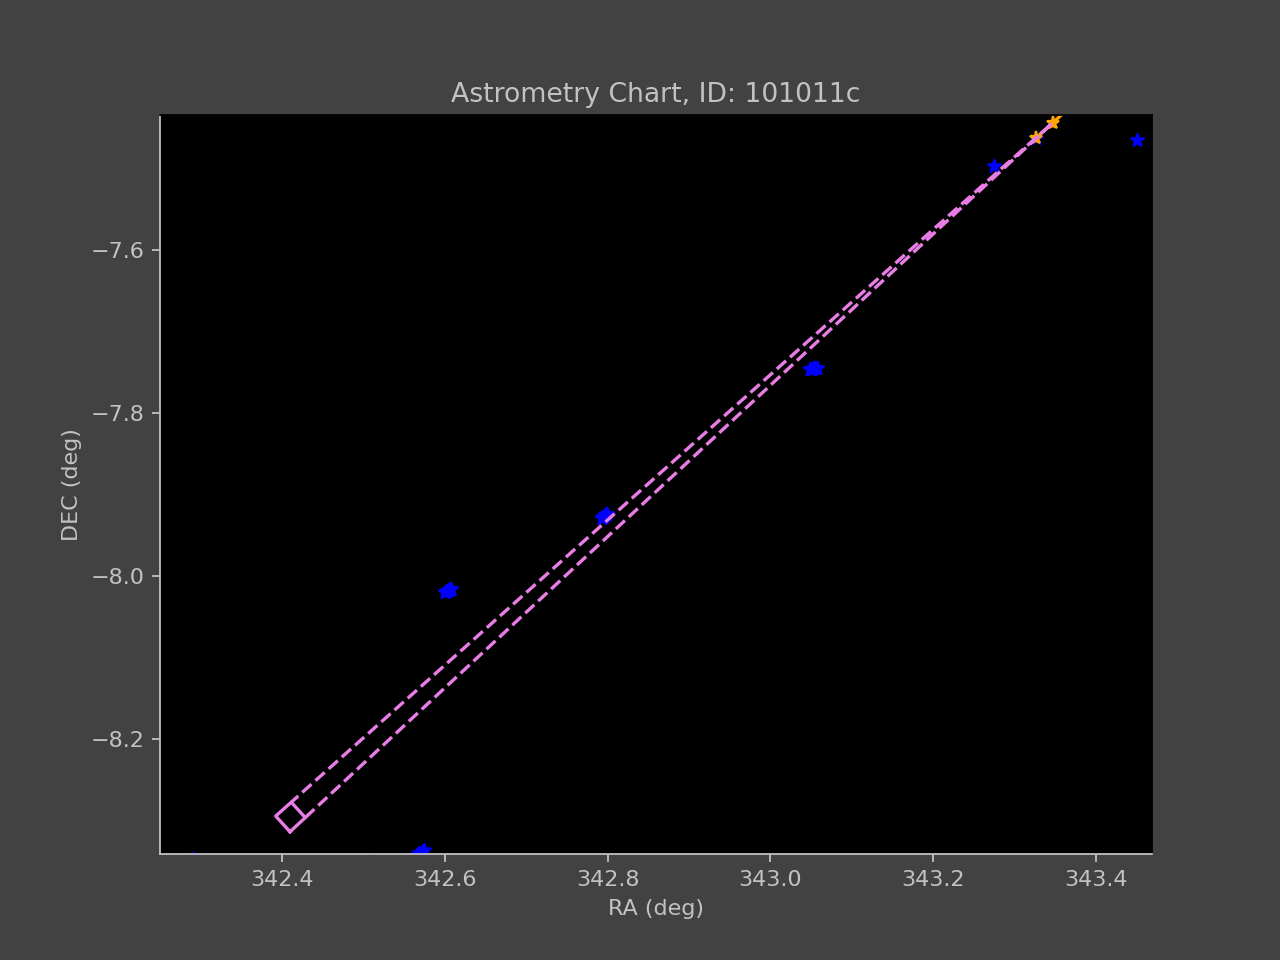 Astrometry Chart, ID: 101011c
−7.6
−7.8
−8.0
−8.2
DEC (deg)
342.4 342.6 342.8 343.0 343.2 343.4
RA (deg)